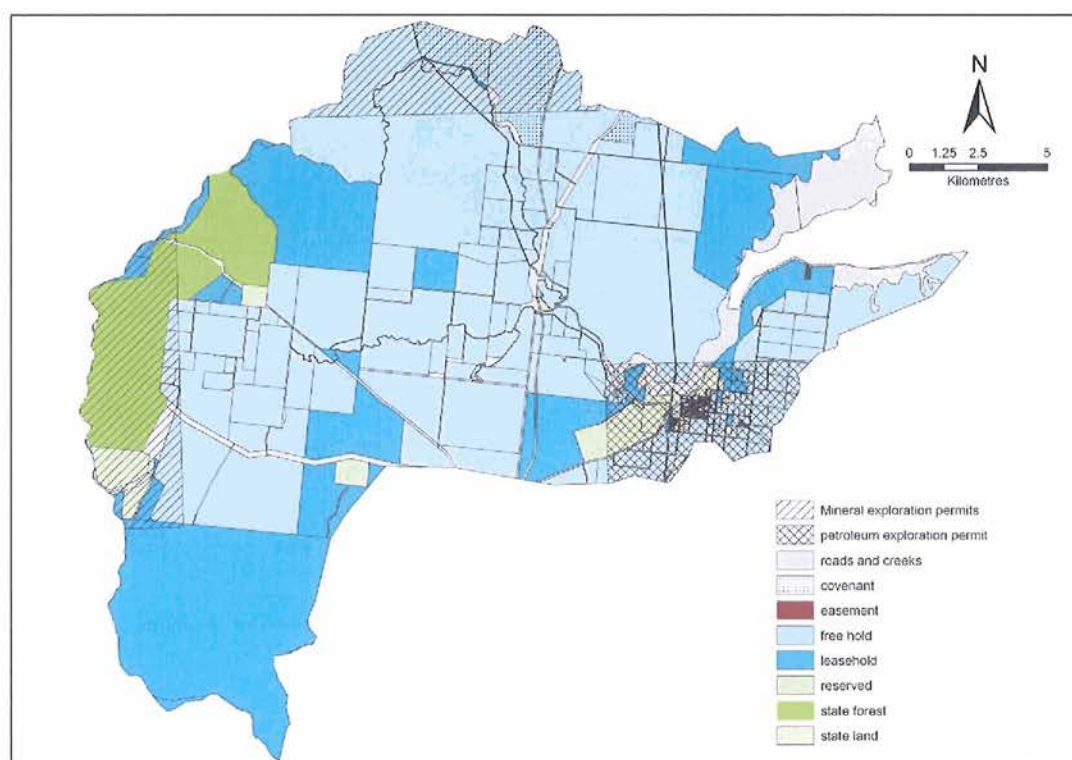 N
0 1.25 2.5 5
Kilometres
Mineral exploration permits
petroleum exploration permit
roads and creeks
covenant
easement
free hold
leasehold
reserved
state forest
state land